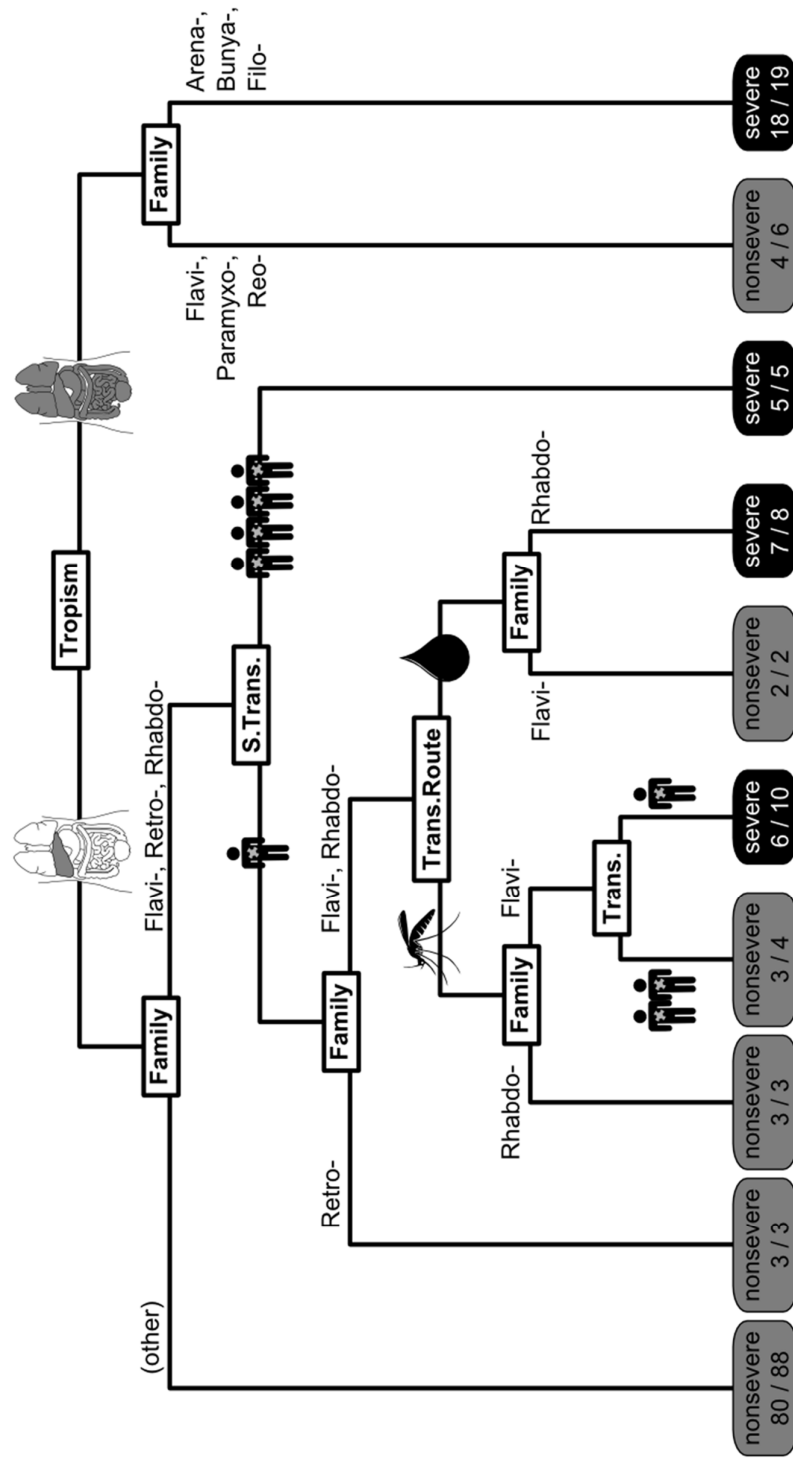 Tropism
Family
Family
(other)
Flavi-, Retro-, Rhabdo-
Flavi-,
Paramyxo-,
Reo-
Arena-,
Bunya-,
Filo-
S.Trans.
Family
Retro-
Flavi-, Rhabdo-
Trans.Route
Family
Family
Rhabdo-
Flavi-
Flavi-
Rhabdo-
Trans.
nonsevere
80 / 88
nonsevere
3 / 3
nonsevere
3 / 3
nonsevere
3 / 4
severe
6 / 10
nonsevere
2 / 2
severe
7 / 8
severe
5 / 5
nonsevere
4 / 6
severe
18 / 19